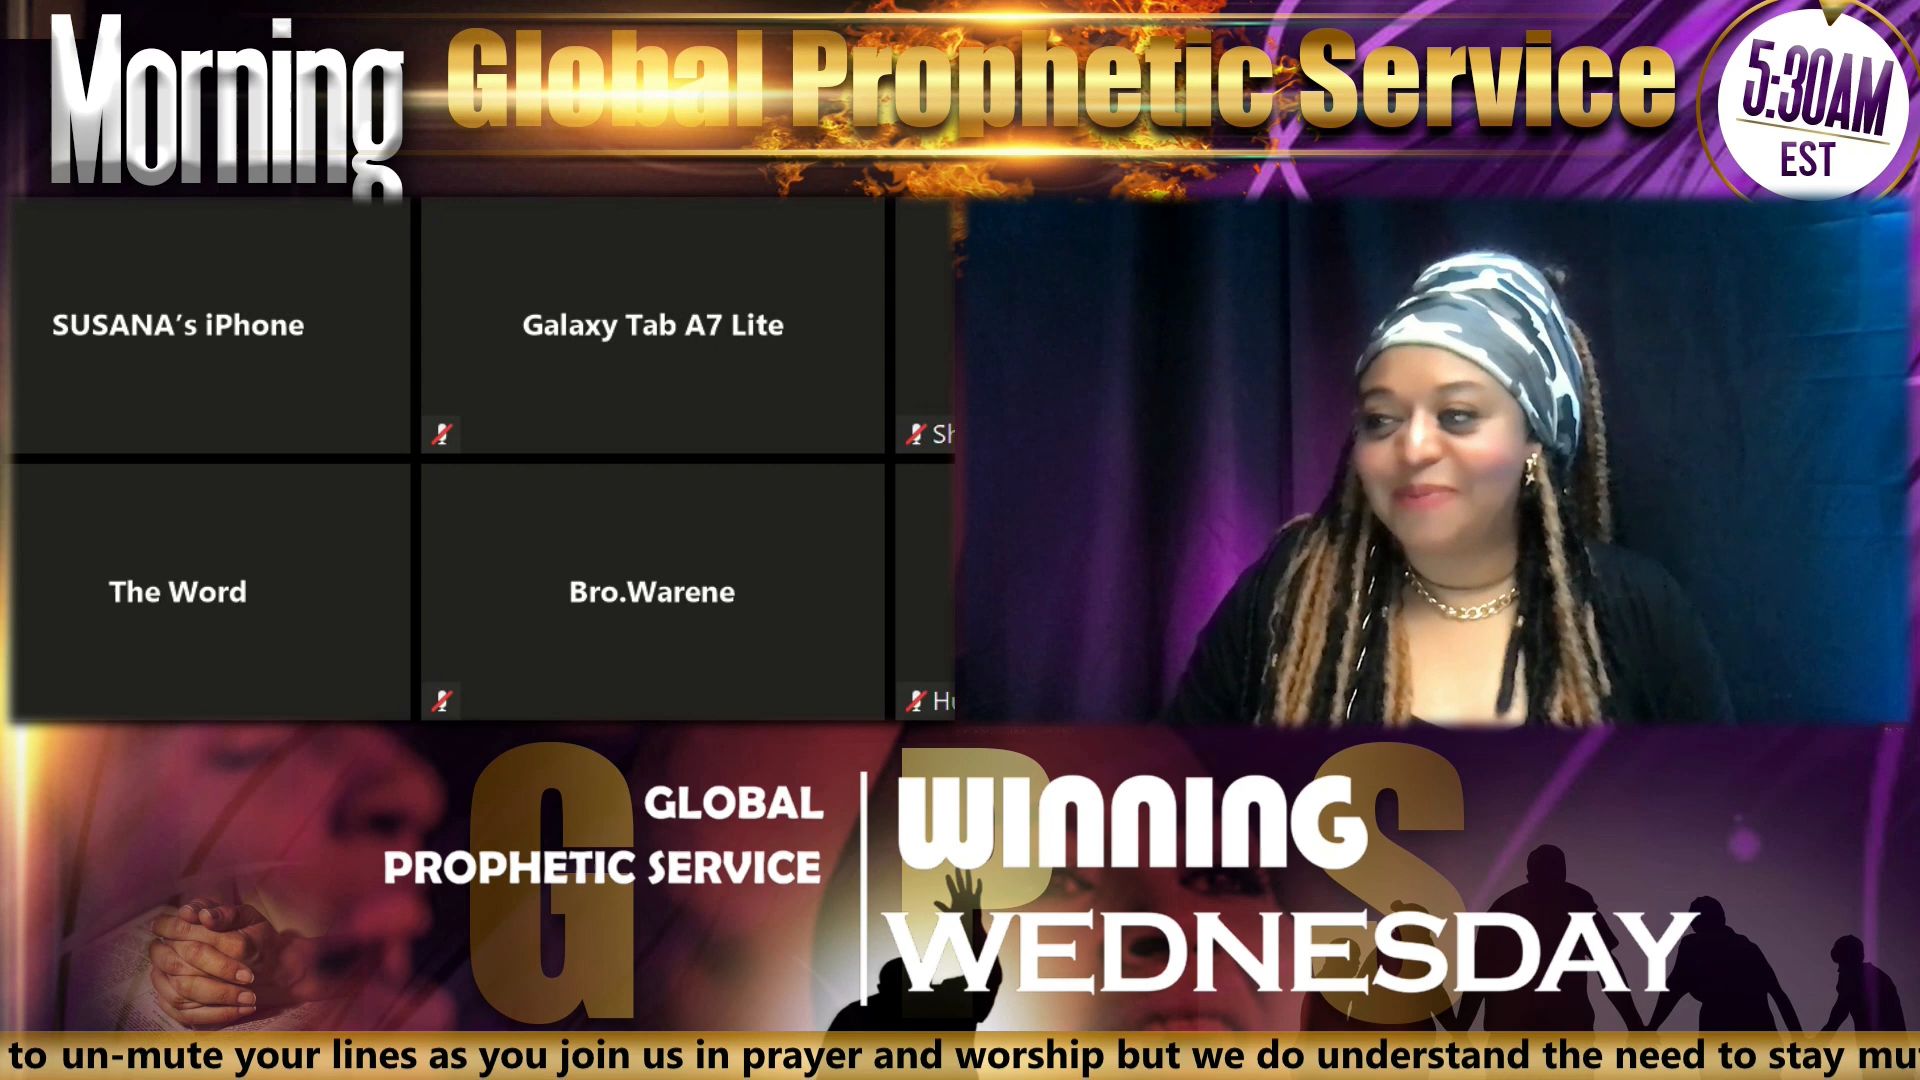 Morning Global Prophetic Service
5:30AM
EST
SUSANA's iPhone
Galaxy Tab A7 Lite
The Word
Bro.Warene
GPS
GLOBAL
PROPHETIC SERVICE
WINNING
WEDNESDAY
to un-mute your lines as you join us in prayer and worship but we do understand the need to stay